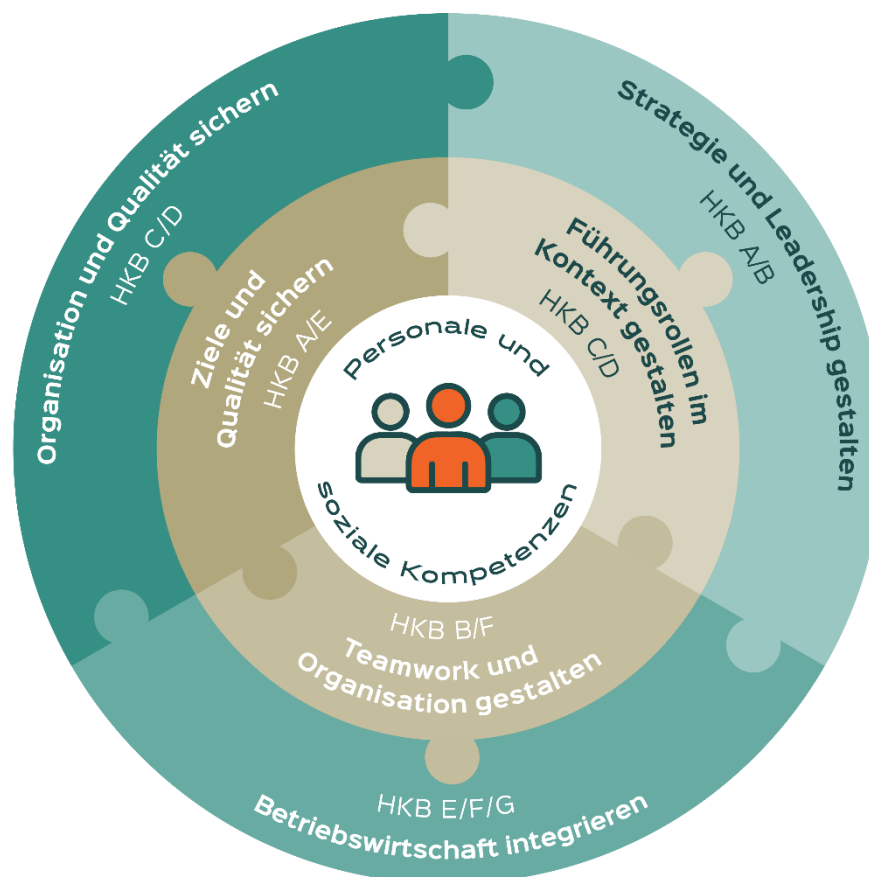 Organisation und Qualität sichern
HKB C/D
Strategie und Leadership gestalten
HKB A/B
Ziele und
Qualität sichern
HKB A/E
Führungsrollen im
Kontext gestalten
HKB C/D
Personale und
soziale Kompetenzen
HKB B/F
Teamwork und
Organisation gestalten
HKB E/F/G
Betriebswirtschaft integrieren